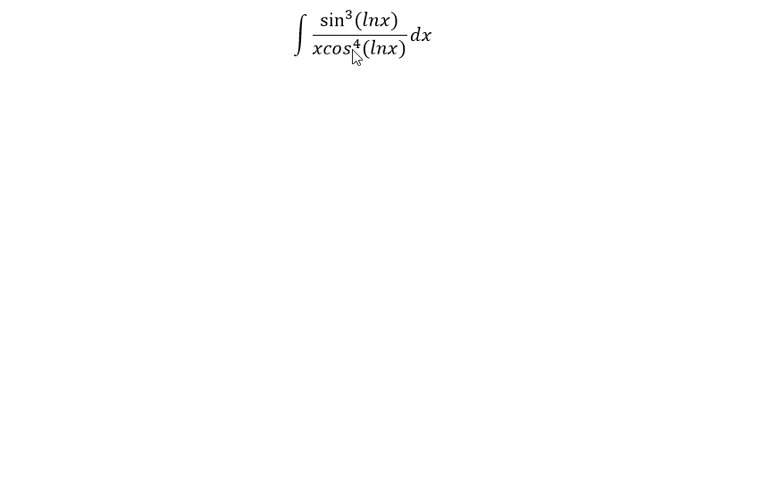 ∫ sin³(lnx) / xcos⁴(lnx) dx